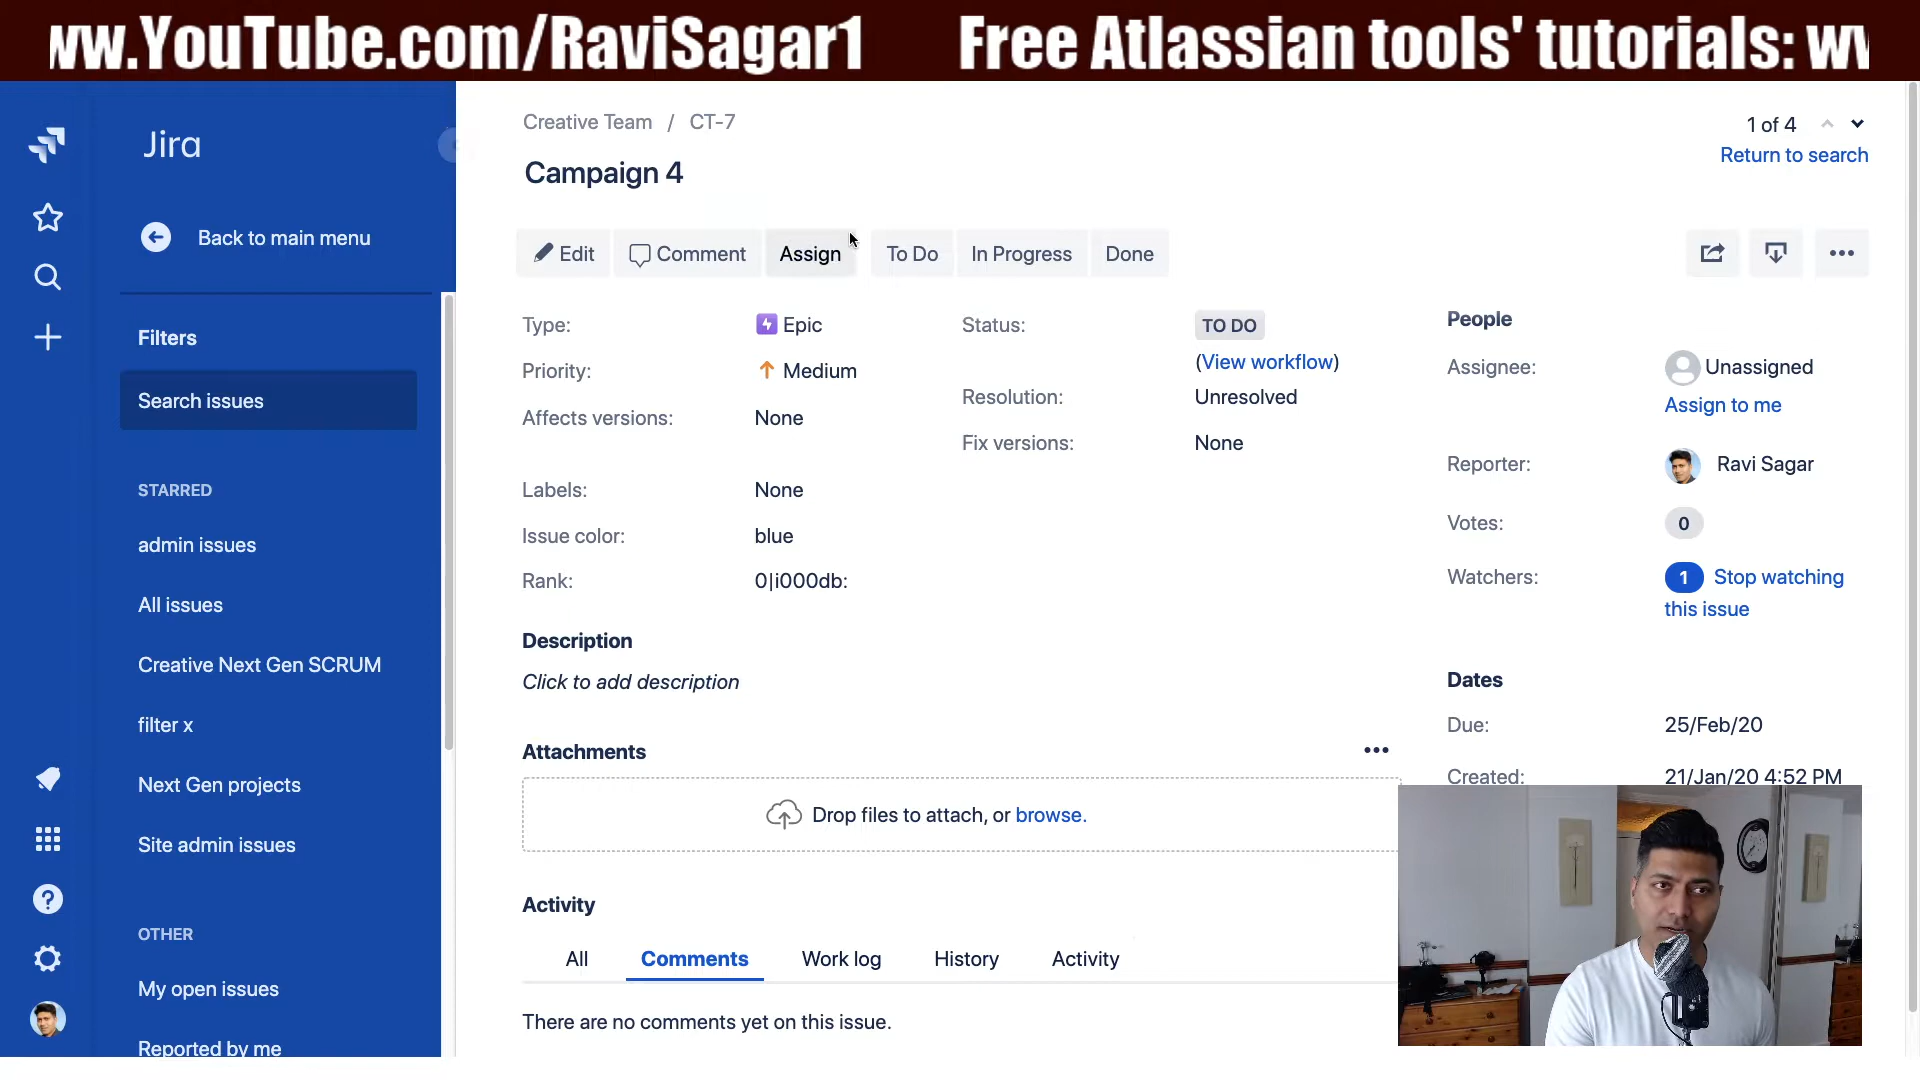 ww.YouTube.com/RaviSagar1 Free Atlassian tools' tutorials: w
Jira
Back to main menu
Filters
Search issues
STARRED
admin issues
All issues
Creative Next Gen SCRUM
filter x
Next Gen projects
Site admin issues
OTHER
My open issues
Reported by me
Creative Team / CT-7
1 of 4
Return to search
Campaign 4
Edit Comment Assign To Do In Progress Done
Type: Epic
Priority: Medium
Affects versions: None
Labels: None
Issue color: blue
Rank: 0|i000db:
Status: TO DO
(View workflow)
Resolution: Unresolved
Fix versions: None
Description
Click to add description
Attachments
Drop files to attach, or browse.
Activity
All Comments Work log History Activity
There are no comments yet on this issue.
People
Assignee: Unassigned
Assign to me
Reporter: Ravi Sagar
Votes: 0
Watchers: 1 Stop watching
this issue
Dates
Due: 25/Feb/20
Created: 21/Jan/20 4:52 PM